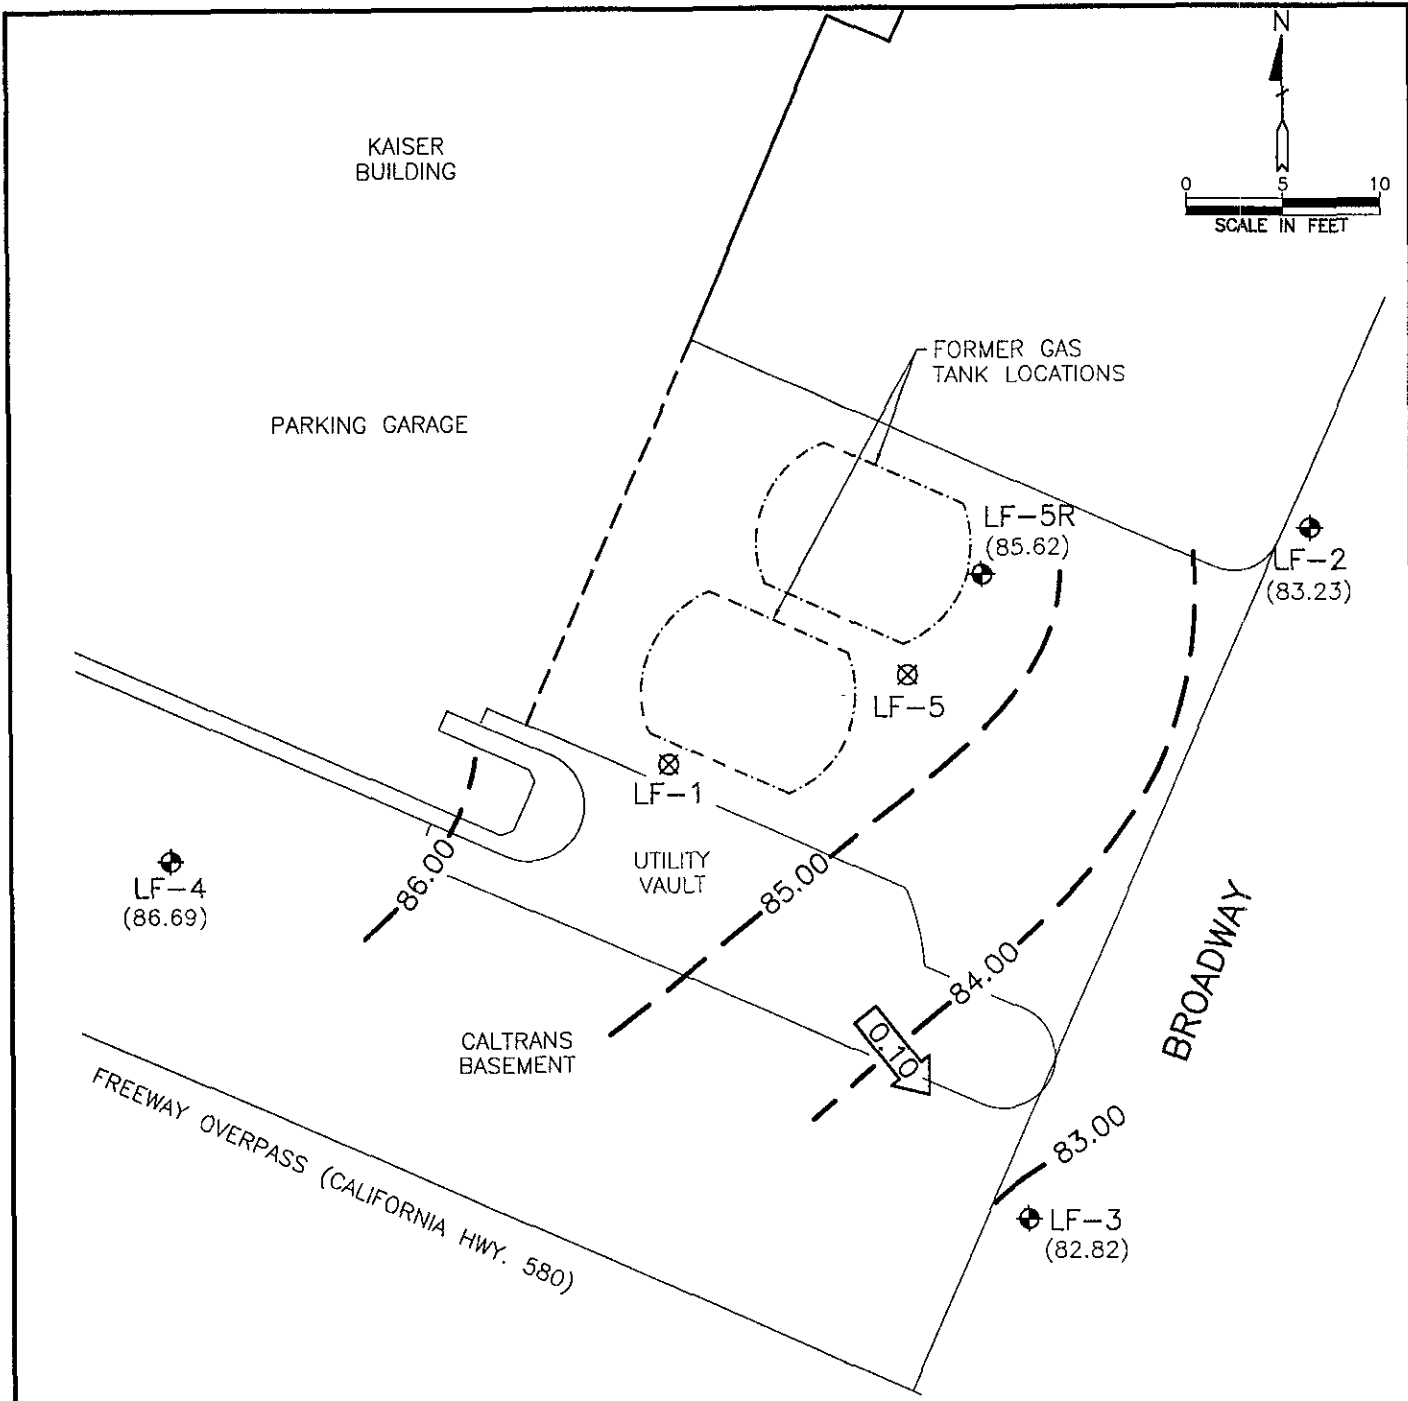 N
KAISER
BUILDING
0 5 10
SCALE IN FEET
FORMER GAS
TANK LOCATIONS
PARKING GARAGE
LF-5R
(85.62)
LF-2
(83.23)
LF-5
LF-1
UTILITY
VAULT
86.00
85.00
LF-4
(86.69)
BROADWAY
84.00
0.10
CALTRANS
BASEMENT
FREEWAY OVERPASS (CALIFORNIA HWY. 580)
83.00
LF-3
(82.82)